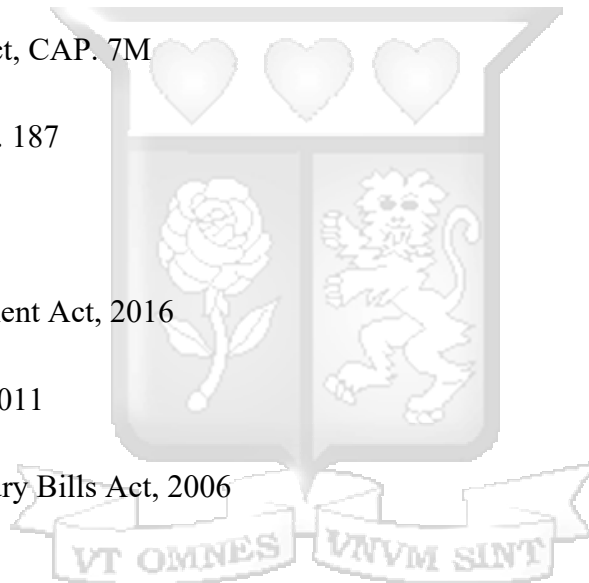 ct, CAP. 7M
. 187
ent Act, 2016
011
ry Bills Act, 2006
VT OMNES VNVM SINT